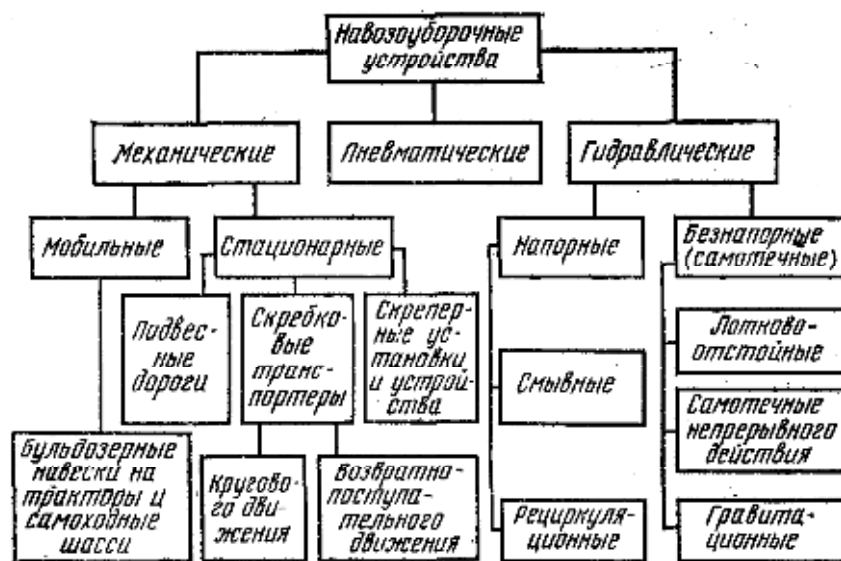 Навозоуборочные
устройства
Механические
Пневматические
Гидравлические
Мобильные
Стационарные
Напорные
Безнапорные
(самотечные)
Подвес-
ные
дороги
Скребко-
вые
транс-
портеры
Скрепер-
ные ус-
тановки
и устрой-
ства
Смывные
Лотково-
отстойные
Самотечные
непрерывного
действия
Бульдозерные
навески на
тракторы и
самоходные
шасси
Кругово-
го дви-
жения
Возвратно-
поступа-
тельного
движения
Рециркуля-
ционные
Гравита-
ционные